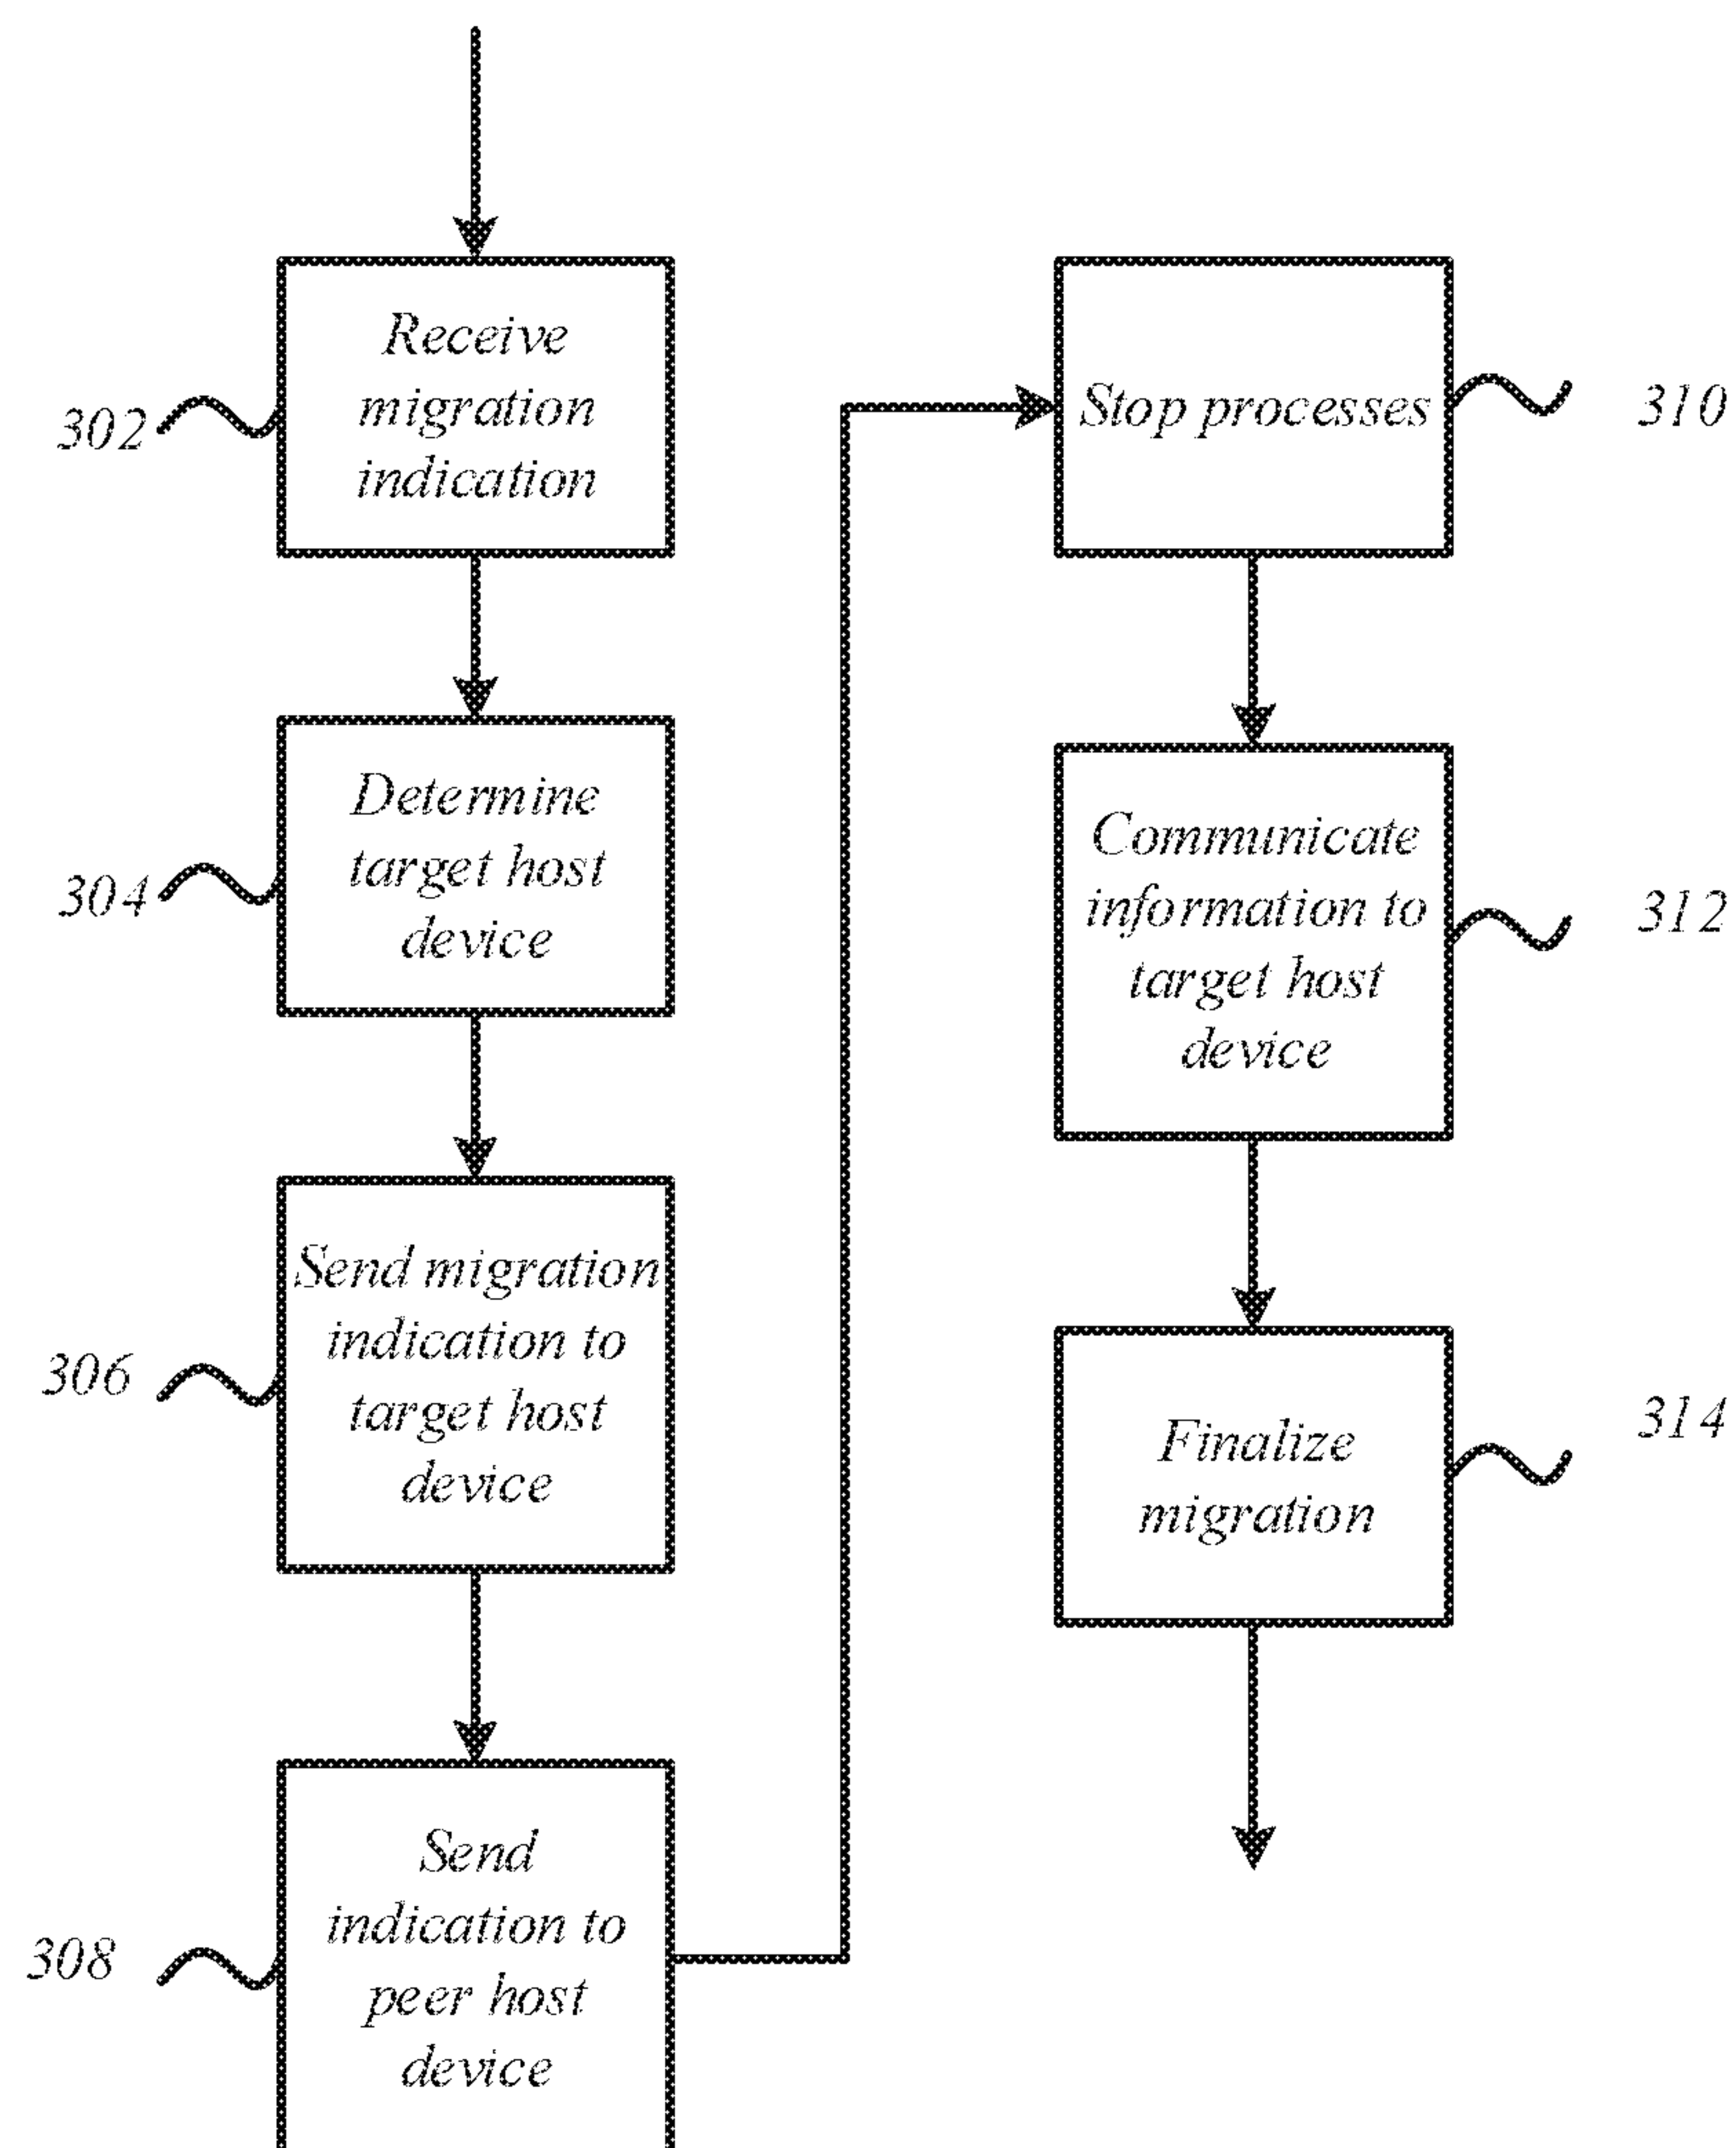 Receive
migration
indication
302
Determine
target host
device
304
Send migration
indication to
target host
device
306
Send
indication to
peer host
device
308
Stop processes
310
Communicate
information to
target host
device
312
Finalize
migration
314